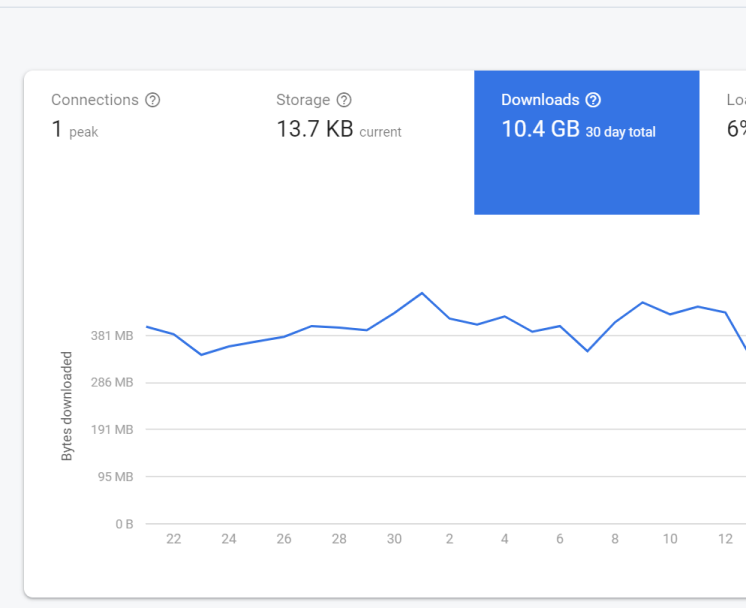 Connections
1 peak
Storage
13.7 KB current
Downloads
10.4 GB 30 day total
6%
381 MB
286 MB
191 MB
95 MB
0 B
Bytes downloaded
22 24 26 28 30 2 4 6 8 10 12